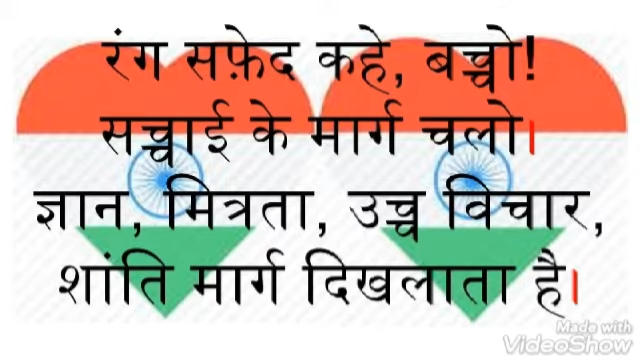 रंग सफ़ेद कहे, बच्चो!
सच्चाई के मार्ग चलो।
ज्ञान, मित्रता, उच्च विचार,
शांति मार्ग दिखलाता है।
Made with
VideoShow